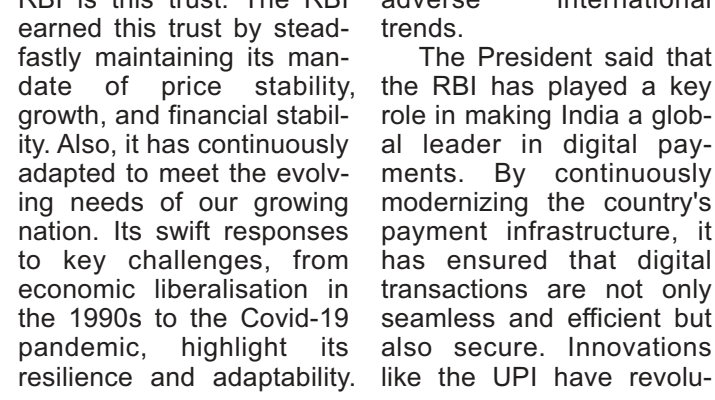 RBI is this trust. The RBI
earned this trust by stead-
fastly maintaining its man-
date of price stability,
growth, and financial stabil-
ity. Also, it has continuously
adapted to meet the evolv-
ing needs of our growing
nation. Its swift responses
to key challenges, from
economic liberalisation in
the 1990s to the Covid-19
pandemic, highlight its
resilience and adaptability.
adverse international
trends.
The President said that
the RBI has played a key
role in making India a glob-
al leader in digital pay-
ments. By continuously
modernizing the country's
payment infrastructure, it
has ensured that digital
transactions are not only
seamless and efficient but
also secure. Innovations
like the UPI have revolu-